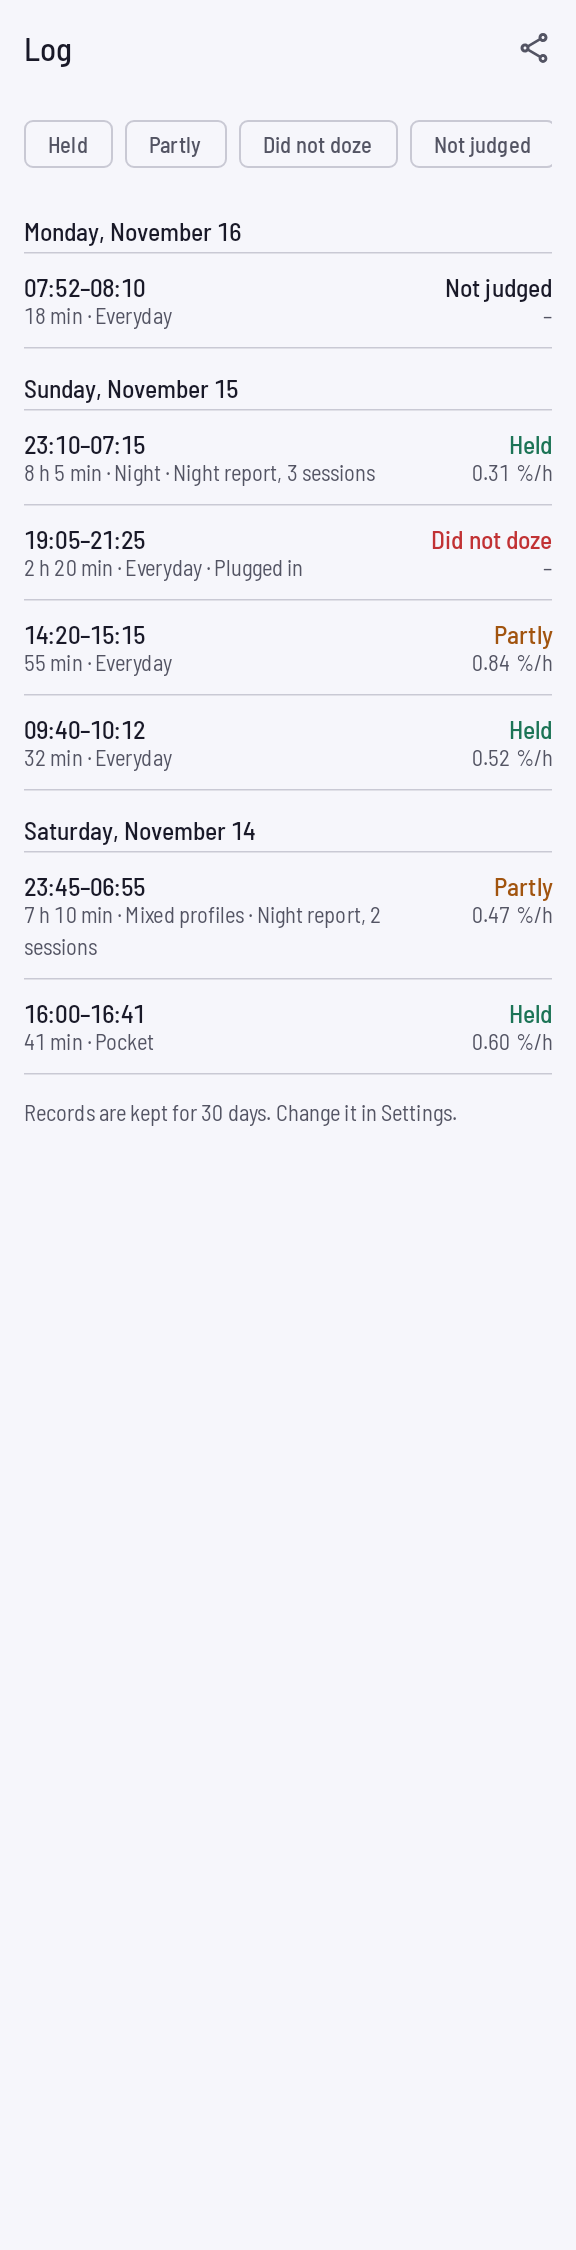 Log
Held
Partly
Did not doze
Not judged
Monday, November 16
07:52–08:10
Not judged
18 min · Everyday
–
Sunday, November 15
23:10–07:15
Held
8 h 5 min · Night · Night report, 3 sessions
0.31 %/h
19:05–21:25
Did not doze
2 h 20 min · Everyday · Plugged in
–
14:20–15:15
Partly
55 min · Everyday
0.84 %/h
09:40–10:12
Held
32 min · Everyday
0.52 %/h
Saturday, November 14
23:45–06:55
Partly
7 h 10 min · Mixed profiles · Night report, 2
sessions
0.47 %/h
16:00–16:41
Held
41 min · Pocket
0.60 %/h
Records are kept for 30 days. Change it in Settings.